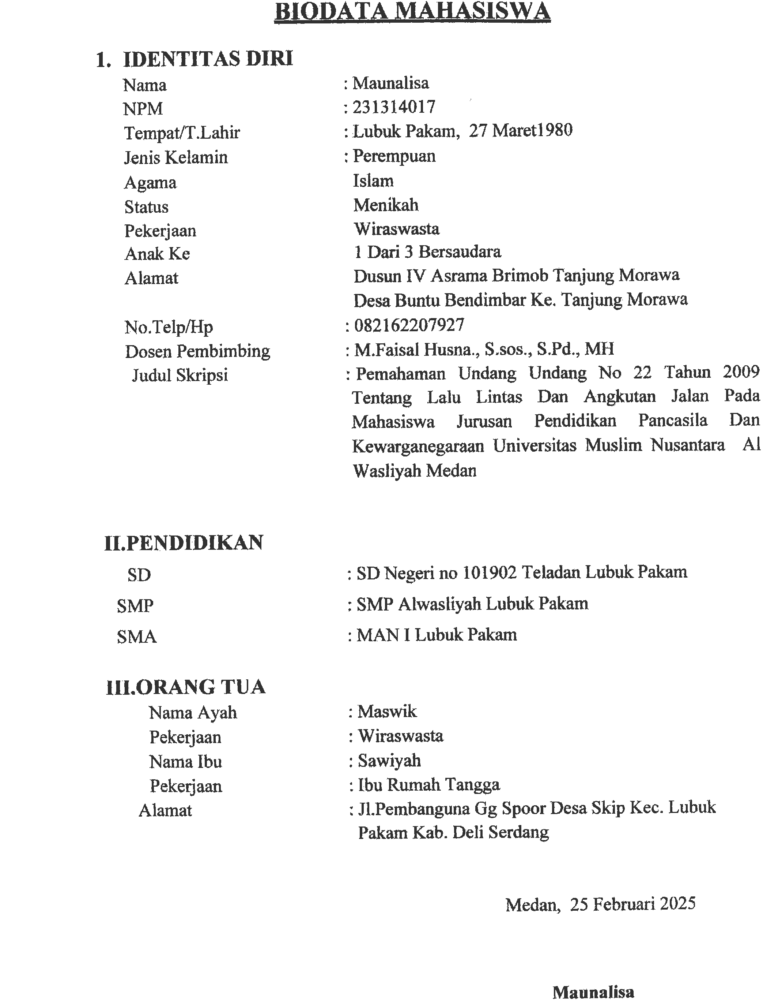 BIODATA MAHASISWA
1. IDENTITAS DIRI
Nama : Maunalisa
NPM : 231314017
Tempat/T.Lahir : Lubuk Pakam, 27 Maret1980
Jenis Kelamin : Perempuan
Agama Islam
Status Menikah
Pekerjaan Wiraswasta
Anak Ke 1 Dari 3 Bersaudara
Alamat Dusun IV Asrama Brimob Tanjung Morawa
Desa Buntu Bendimbar Ke. Tanjung Morawa
No.Telp/Hp : 082162207927
Dosen Pembimbing : M.Faisal Husna., S.sos., S.Pd., MH
Judul Skripsi : Pemahaman Undang Undang No 22 Tahun 2009
Tentang Lalu Lintas Dan Angkutan Jalan Pada
Mahasiswa Jurusan Pendidikan Pancasila Dan
Kewarganegaraan Universitas Muslim Nusantara Al
Wasliyah Medan
II.PENDIDIKAN
SD : SD Negeri no 101902 Teladan Lubuk Pakam
SMP : SMP Alwasliyah Lubuk Pakam
SMA : MAN I Lubuk Pakam
III.ORANG TUA
Nama Ayah : Maswik
Pekerjaan : Wiraswasta
Nama Ibu : Sawiyah
Pekerjaan : Ibu Rumah Tangga
Alamat : Jl.Pembanguna Gg Spoor Desa Skip Kec. Lubuk
Pakam Kab. Deli Serdang
Medan, 25 Februari 2025
Maunalisa